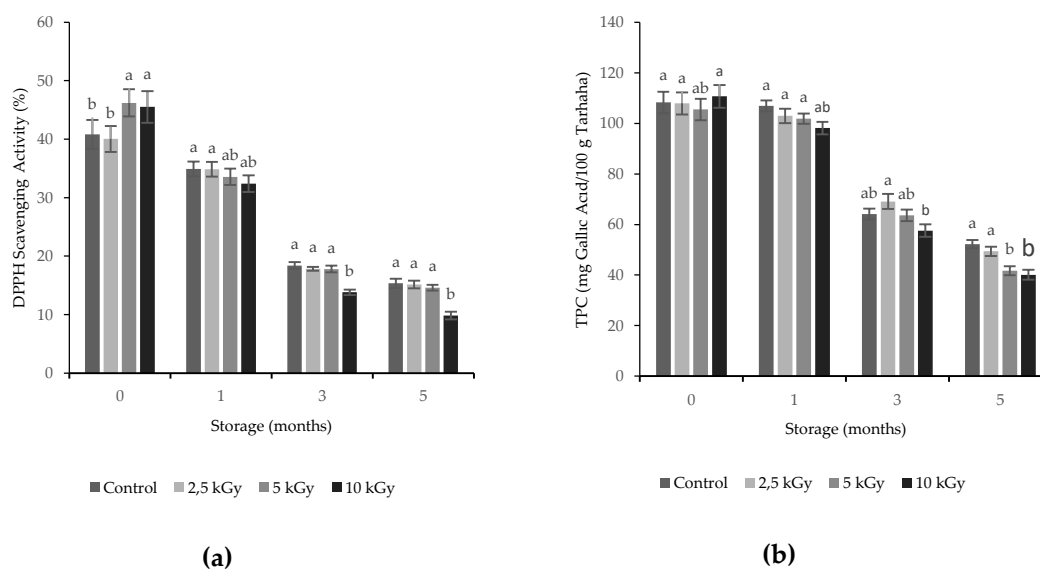 60
50
40
30
20
10
0
DPPH Scavenging Activity (%)
b b a a
a a ab ab
a a a b
a a a b
0 1 3 5
Storage (months)
Control 2,5 kGy 5 kGy 10 kGy
(a)
140
120
100
80
60
40
20
0
TPC (mg Gallıc Acıd/100 g Tarhaha)
a a ab a
a a a ab
ab a ab b
a a b b
0 1 3 5
Storage (months)
Control 2,5 kGy 5 kGy 10 kGy
(b)